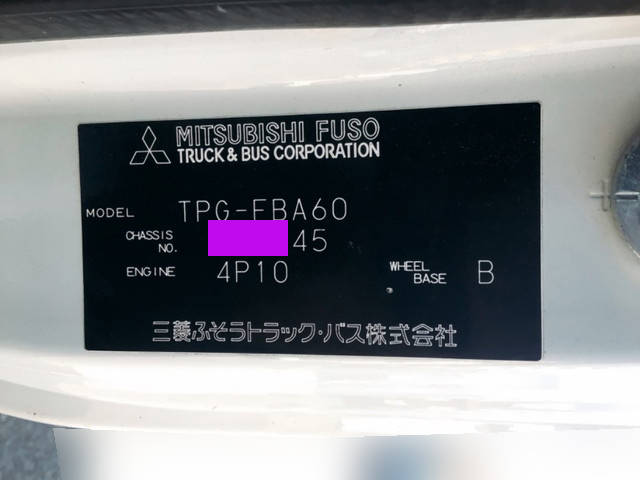 MITSUBISHI FUSO
TRUCK & BUS CORPORATION
MODEL TPG-FBA60
CHASSIS NO. 45
ENGINE 4P10 WHEEL BASE B
三菱ふそうトラック・バス株式会社